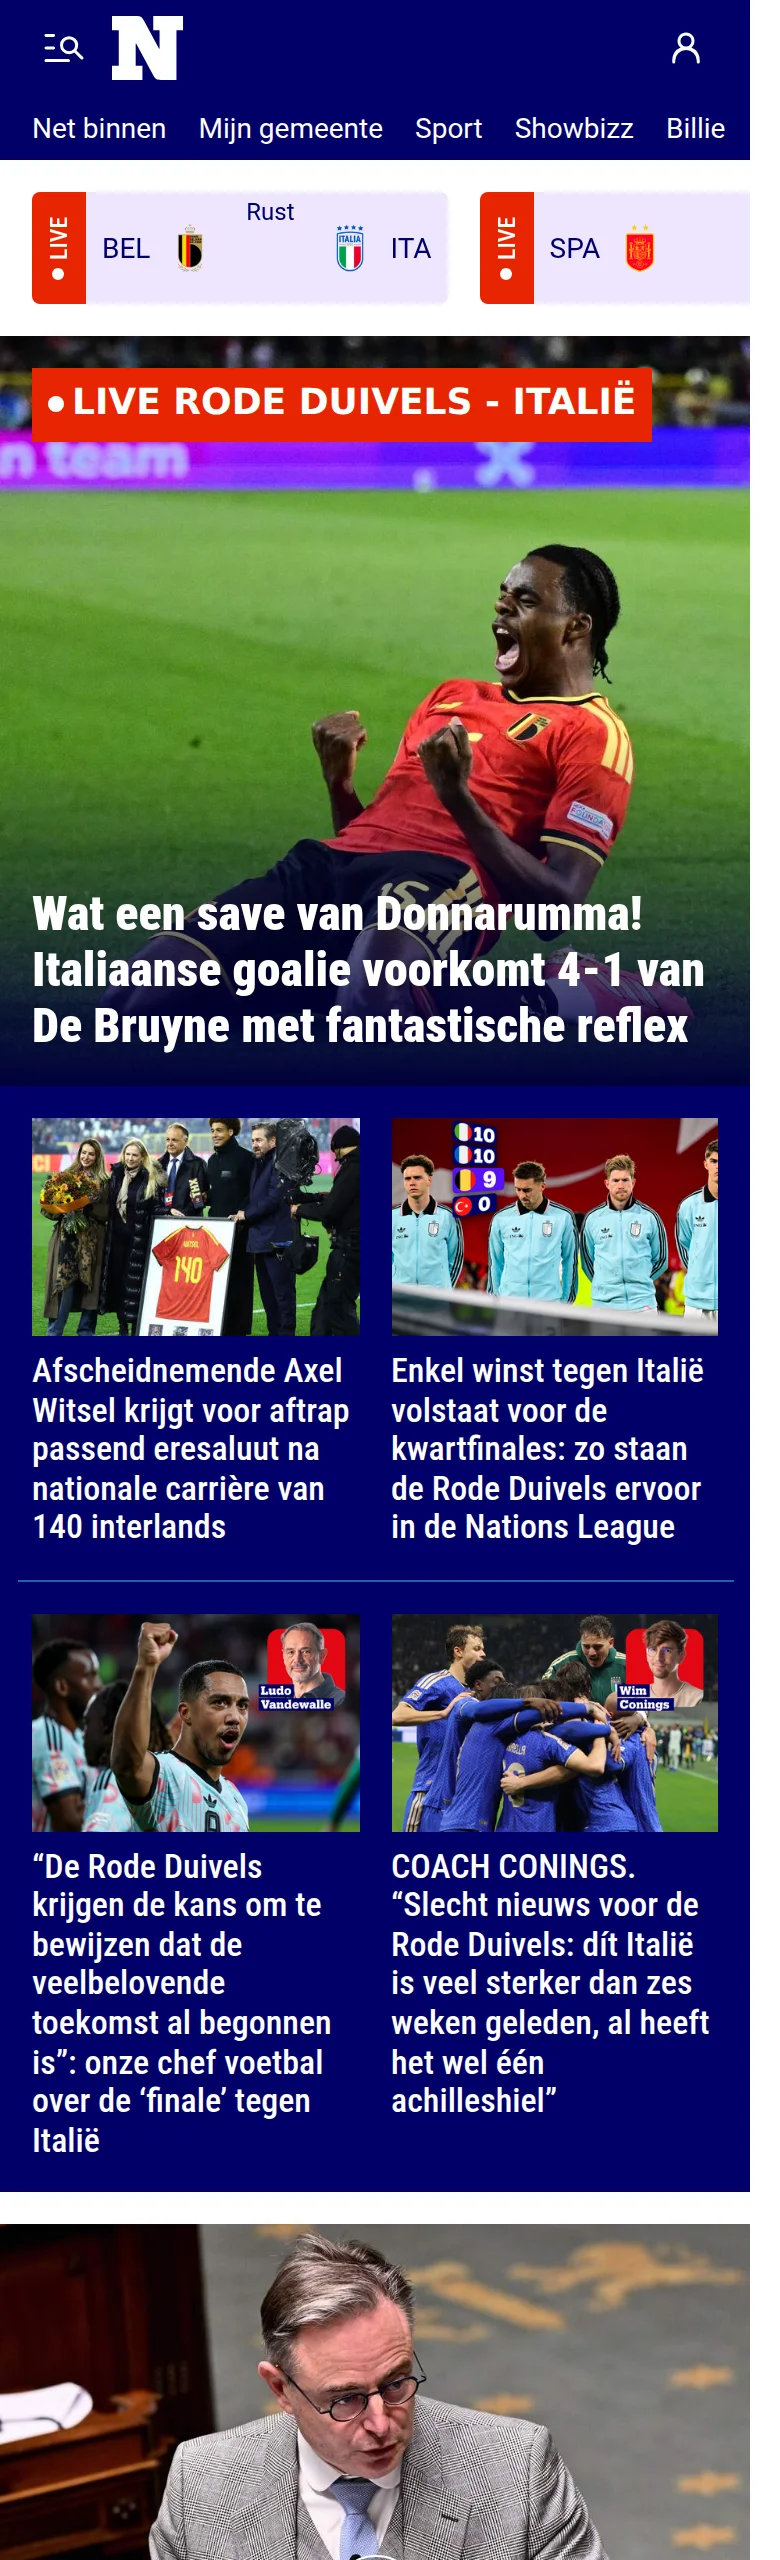 N
Net binnen Mijn gemeente Sport Showbizz Billie
LIVE
BEL
Rust
ITALIA
ITA
LIVE
SPA
LIVE RODE DUIVELS - ITALIË
n team
Wat een save van Donnarumma!
Italiaanse goalie voorkomt 4-1 van
De Bruyne met fantastische reflex
WITSEL
140
10
10
9
0
Afscheidnemende Axel
Witsel krijgt voor aftrap
passend eresaluut na
nationale carrière van
140 interlands
Enkel winst tegen Italië
volstaat voor de
kwartfinales: zo staan
de Rode Duivels ervoor
in de Nations League
Ludo
Vandewalle
Wim
Conings
“De Rode Duivels
krijgen de kans om te
bewijzen dat de
veelbelovende
toekomst al begonnen
is”: onze chef voetbal
over de ‘finale’ tegen
Italië
COACH CONINGS.
“Slecht nieuws voor de
Rode Duivels: dít Italië
is veel sterker dan zes
weken geleden, al heeft
het wel één
achilleshiel”